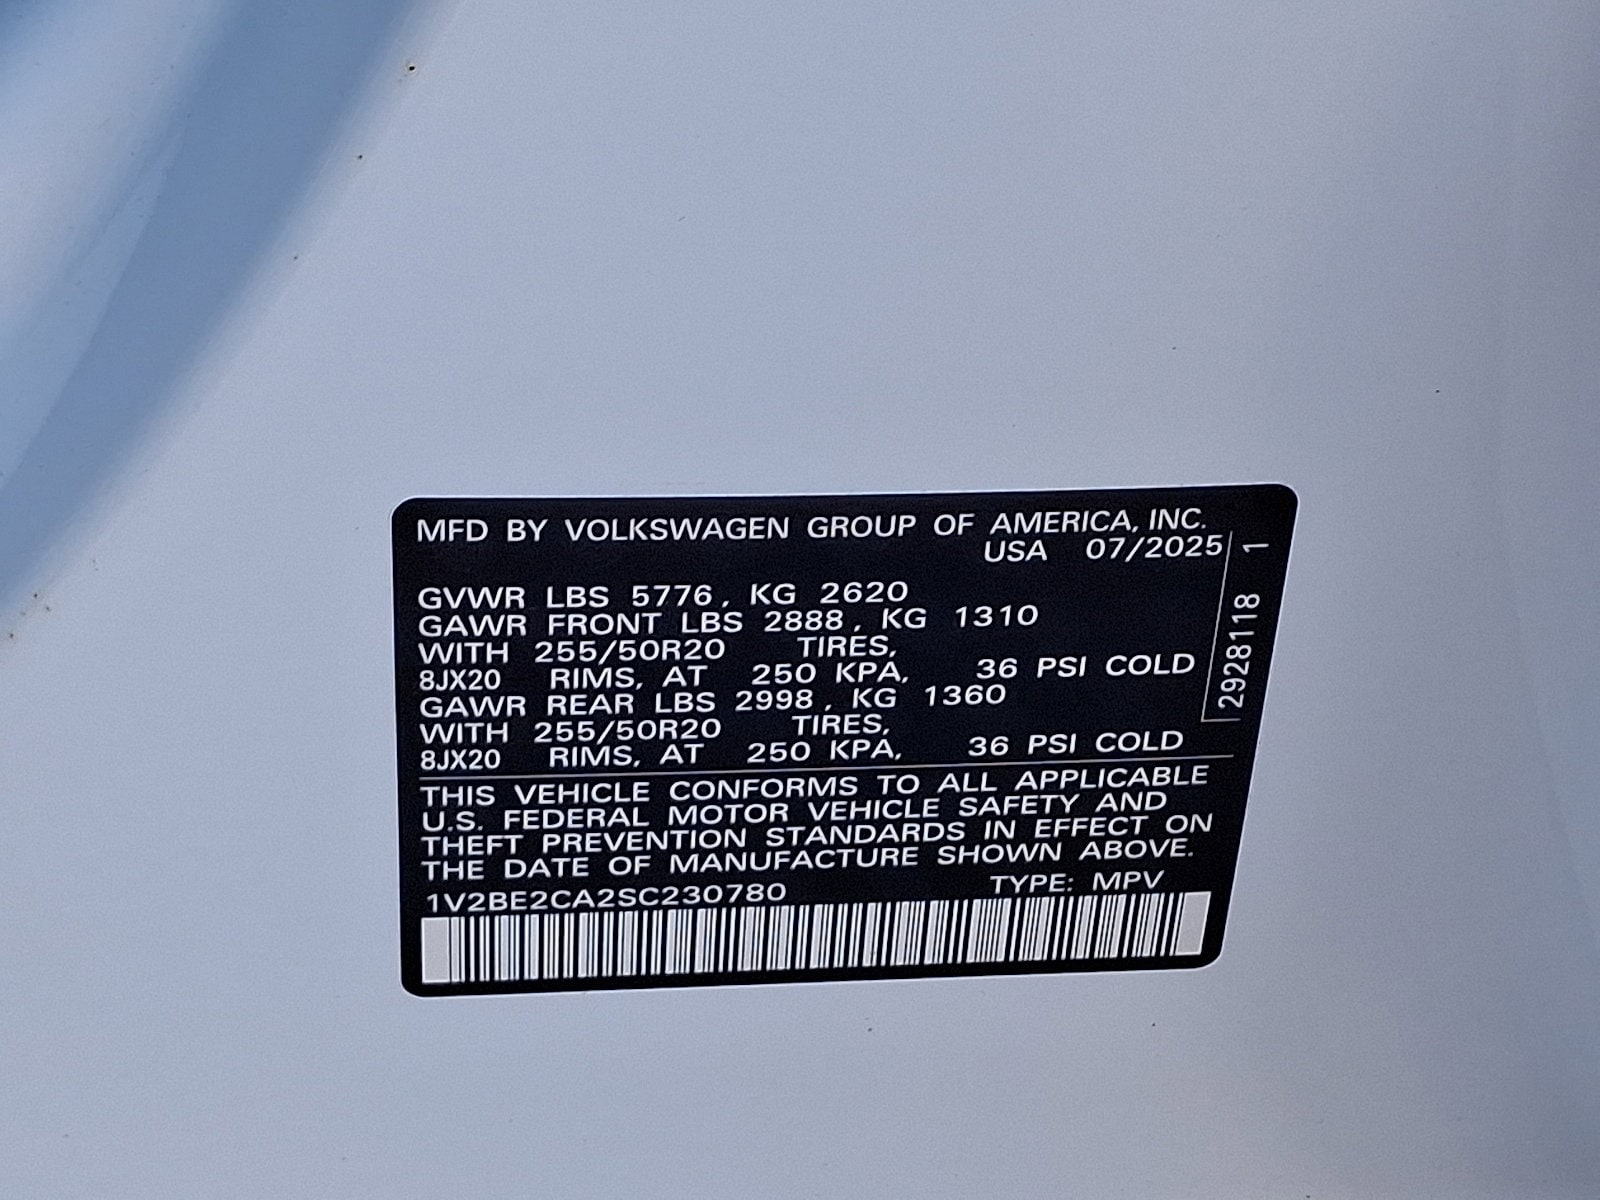 MFD BY VOLKSWAGEN GROUP OF AMERICA, INC.
USA 07/2025
GVWR LBS 5776, KG 2620
GAWR FRONT LBS 2888, KG 1310
WITH 255/50R20 TIRES,
8JX20 RIMS, AT 250 KPA, 36 PSI COLD
GAWR REAR LBS 2998, KG 1360
WITH 255/50R20 TIRES,
8JX20 RIMS, AT 250 KPA, 36 PSI COLD
THIS VEHICLE CONFORMS TO ALL APPLICABLE
U.S. FEDERAL MOTOR VEHICLE SAFETY AND
THEFT PREVENTION STANDARDS IN EFFECT ON
THE DATE OF MANUFACTURE SHOWN ABOVE.
1V2BE2CA2SC230780 TYPE: MPV
2928118 1